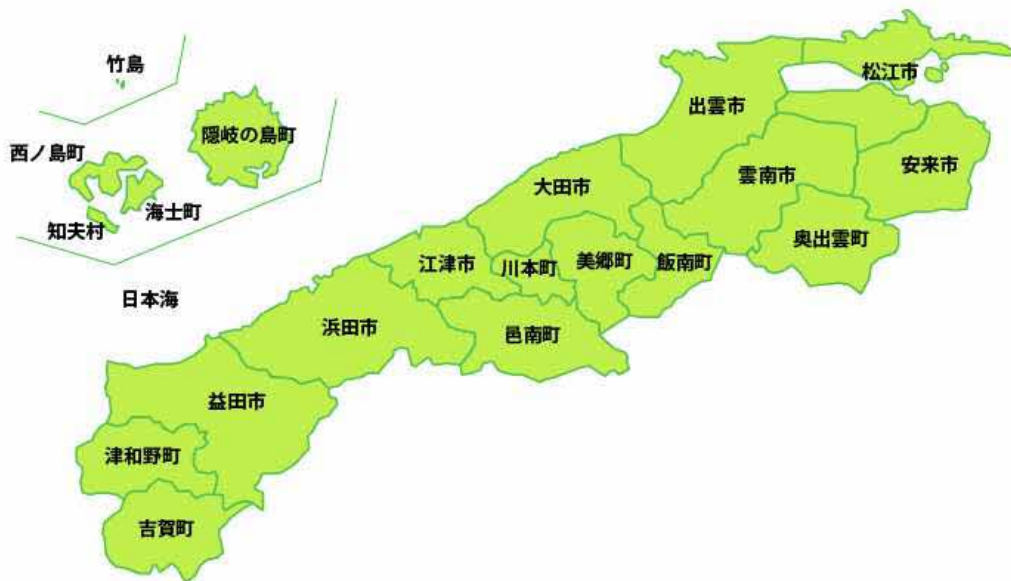 竹島
松江市
出雲市
隠岐の島町
西ノ島町
安来市
雲南市
大田市
海士町
知夫村
奥出雲町
江津市
川本町
美郷町
飯南町
日本海
浜田市
邑南町
益田市
津和野町
吉賀町